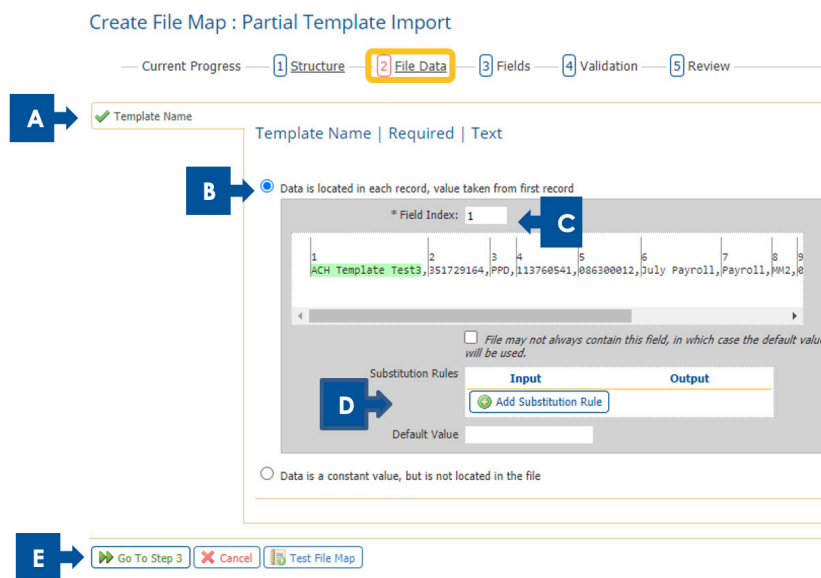 Create File Map : Partial Template Import
Current Progress 1 Structure 2 File Data 3 Fields 4 Validation 5 Review
A
Template Name
Template Name | Required | Text
B
Data is located in each record, value taken from first record
* Field Index: 1
C
1 2 3 4 5 6 7 8 9
ACH Template Test3,351729164,PPD,113760541,086300012,July Payroll,Payroll,MM2,0
File may not always contain this field, in which case the default value
will be used.
Substitution Rules
Input Output
D
Add Substitution Rule
Default Value
Data is a constant value, but is not located in the file
E
Go To Step 3 Cancel Test File Map